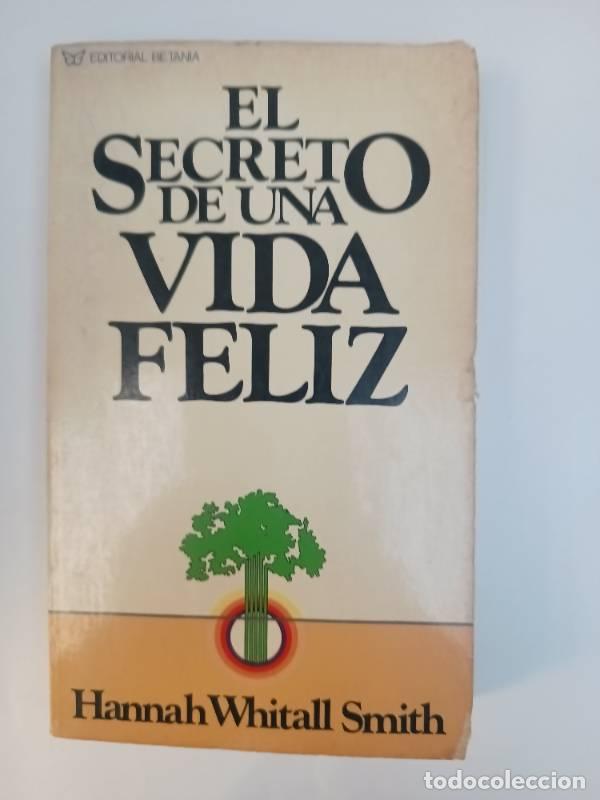 EDITORIAL BETANIA
EL
SECRETO
DE UNA
VIDA
FELIZ
Hannah Whitall Smith
todocoleccion